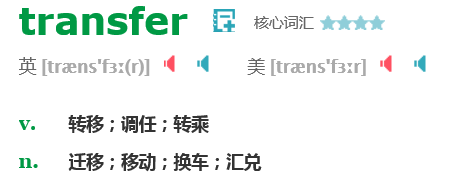 transfer 核心词汇
英 [træns'fɜː(r)] 美 [træns'fɜːr]
v. 转移；调任；转乘
n. 迁移；移动；换车；汇兑